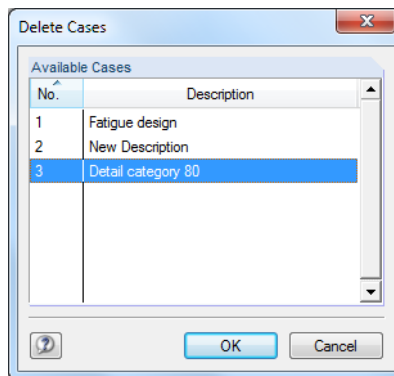 Delete Cases
Available Cases
No. Description
1 Fatigue design
2 New Description
3 Detail category 80
OK Cancel